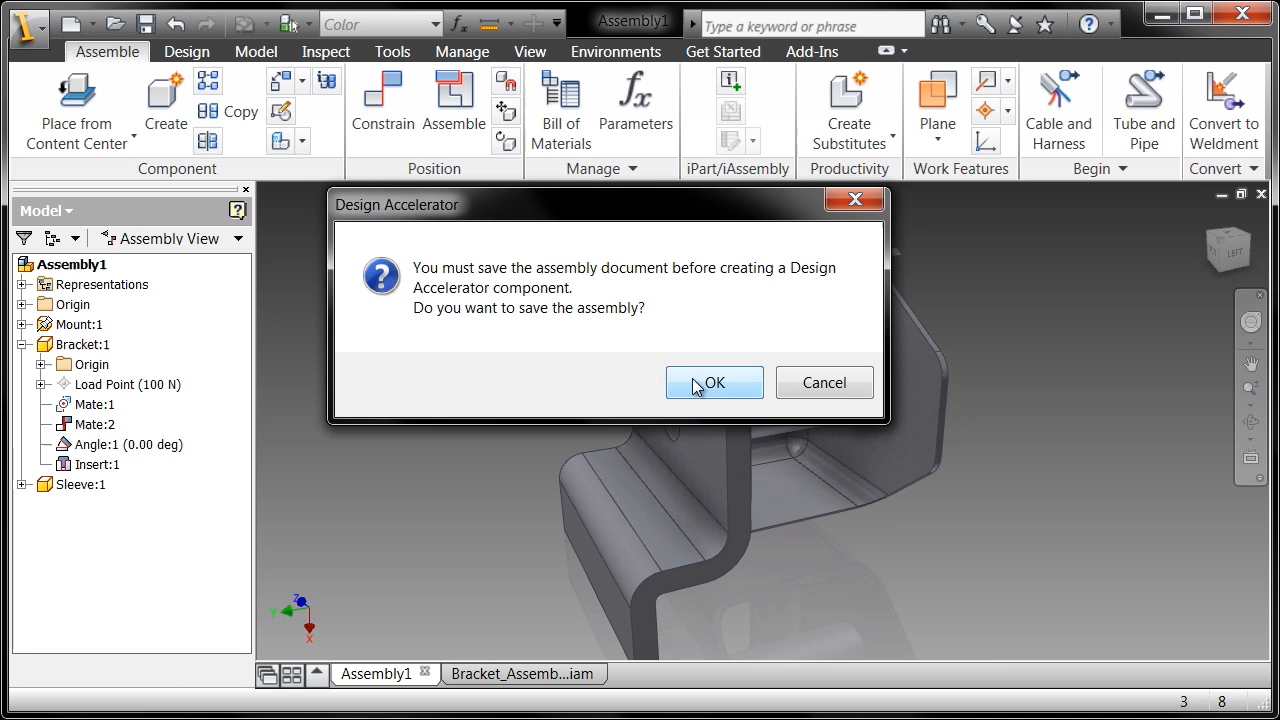 Color
Assembly1
Type a keyword or phrase
Assemble Design Model Inspect Tools Manage View Environments Get Started Add-Ins
Place from
Content Center
Create
Copy
Constrain
Assemble
Bill of
Materials
Parameters
Create
Substitutes
Plane
Cable and
Harness
Tube and
Pipe
Convert to
Weldment
Component Position Manage iPart/iAssembly Productivity Work Features Begin Convert
Model
Assembly View
Assembly1
Representations
Origin
Mount:1
Bracket:1
Origin
Load Point (100 N)
Mate:1
Mate:2
Angle:1 (0.00 deg)
Insert:1
Sleeve:1
Design Accelerator
You must save the assembly document before creating a Design
Accelerator component.
Do you want to save the assembly?
OK Cancel
LEFT
Z
Y
X
Assembly1 Bracket_Assemb...iam
3 8